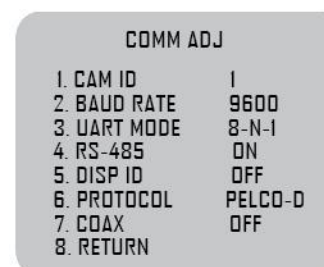 COMM ADJ
1. CAM ID 1
2. BAUD RATE 9600
3. UART MODE 8-N-1
4. RS-485 ON
5. DISP ID OFF
6. PROTOCOL PELCO-D
7. COAX OFF
8. RETURN